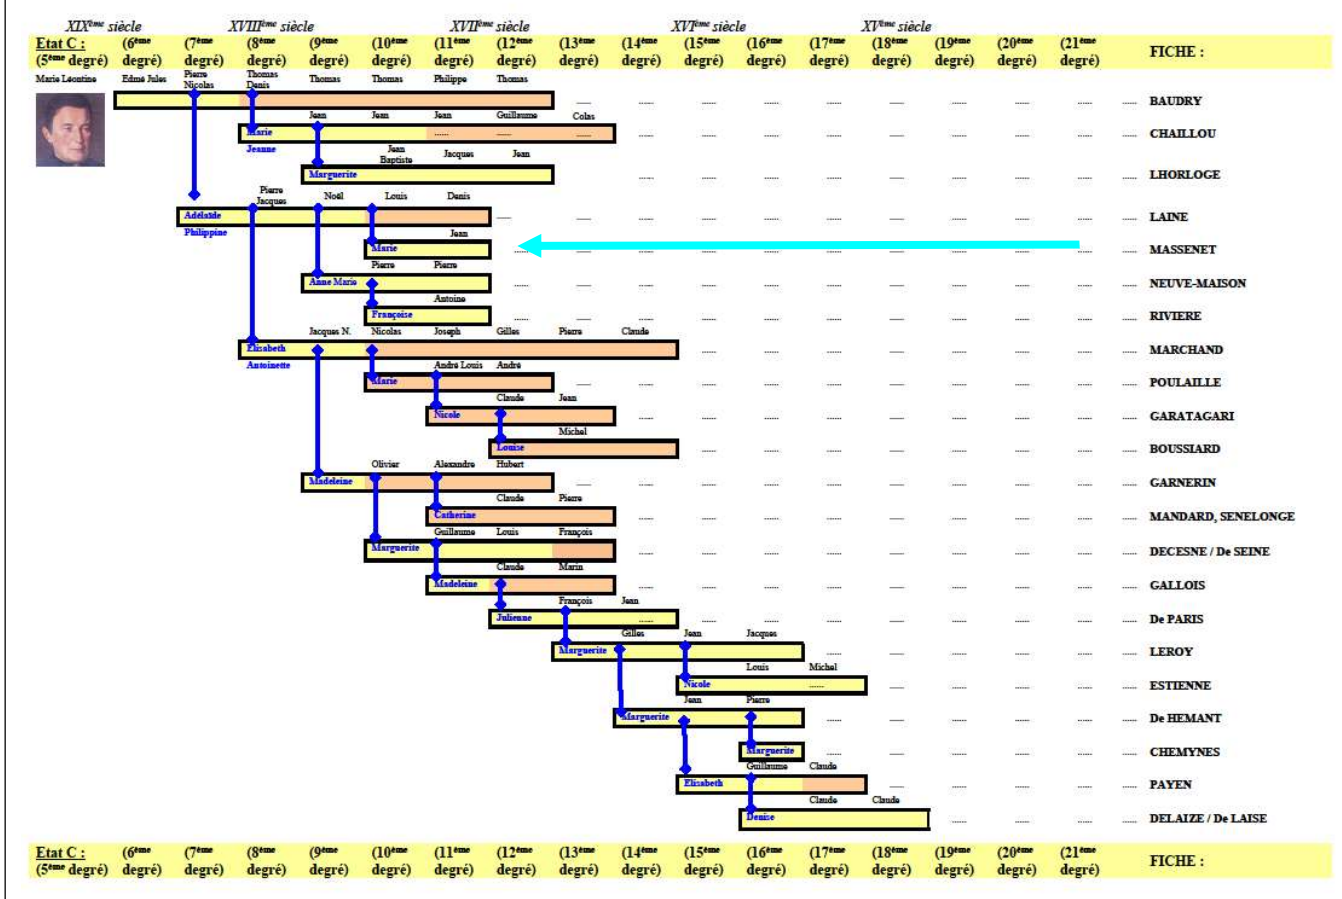 XIXème siècle XVIIIème siècle XVIIème siècle XVIème siècle XVème siècle
Etat C : (6ème (7ème (8ème (9ème (10ème (11ème (12ème (13ème (14ème (15ème (16ème (17ème (18ème (19ème (20ème (21ème FICHE :
(5ème degré) degré) degré) degré) degré) degré) degré) degré) degré) degré) degré) degré) degré) degré) degré) degré) degré)
Marie Léontine Edmé Jules Pierre Nicolas Thomas Denis Thomas Thomas Philippe Thomas
...... ...... ...... ...... ...... ...... ...... ...... ...... ...... BAUDRY
Jean Jean Jean Guillaume Colas
Marie ...... ...... ...... ...... ...... ...... ...... ...... ...... ...... ...... ...... CHAILLOU
Jeanne Jean Baptiste Jacques Jean
Marguerite ...... ...... ...... ...... ...... ...... ...... ...... ...... LHORLOGE
Pierre Jacques Noël Louis Denis
Adélaïde ...... ...... ...... ...... ...... ...... ...... ...... ...... ...... ...... LAINE
Philippine Jean
Marie ...... ...... ...... ...... ...... ...... ...... ...... ...... ...... ...... MASSENET
Pierre Pierre
Anne Marie ...... ...... ...... ...... ...... ...... ...... ...... ...... ...... ...... NEUVE-MAISON
Antoine
Françoise ...... ...... ...... ...... ...... ...... ...... ...... ...... ...... ...... RIVIERE
Jacques N. Nicolas Joseph Gilles Pierre Claude
Elisabeth ...... ...... ...... ...... ...... ...... ...... ...... MARCHAND
Antoinette André Louis André
Marie ...... ...... ...... ...... ...... ...... ...... ...... ...... ...... POULAILLE
Claude Jean
Nicole ...... ...... ...... ...... ...... ...... ...... ...... ...... GARATAGARI
Michel
Louise ...... ...... ...... ...... ...... ...... ...... ...... BOUSSIARD
Olivier Alexandre Hubert
Madeleine ...... ...... ...... ...... ...... ...... ...... ...... ...... ...... GARNERIN
Claude Pierre
Catherine ...... ...... ...... ...... ...... ...... ...... ...... ...... MANDARD, SENELONGE
Guillaume Louis François
Marguerite ...... ...... ...... ...... ...... ...... ...... ...... ...... DECESNE / De SEINE
Claude Marin
Madeleine ...... ...... ...... ...... ...... ...... ...... ...... ...... GALLOIS
François Jean
Julienne ...... ...... ...... ...... ...... ...... ...... ...... ...... De PARIS
Gilles Jean Jacques
Marguerite ...... ...... ...... ...... ...... ...... LEROY
Louis Michel
Nicole ...... ...... ...... ...... ...... ...... ESTIENNE
Jean Pierre
Marguerite ...... ...... ...... ...... ...... ...... De HEMANT
Marguerite ...... ...... ...... ...... ...... ...... CHEMYNES
Guillaume Claude
Elisabeth ...... ...... ...... ...... ...... PAYEN
Claude Claude
Denise ...... ...... ...... ...... DELAIZE / De LAISE
Etat C : (6ème (7ème (8ème (9ème (10ème (11ème (12ème (13ème (14ème (15ème (16ème (17ème (18ème (19ème (20ème (21ème FICHE :
(5ème degré) degré) degré) degré) degré) degré) degré) degré) degré) degré) degré) degré) degré) degré) degré) degré) degré)